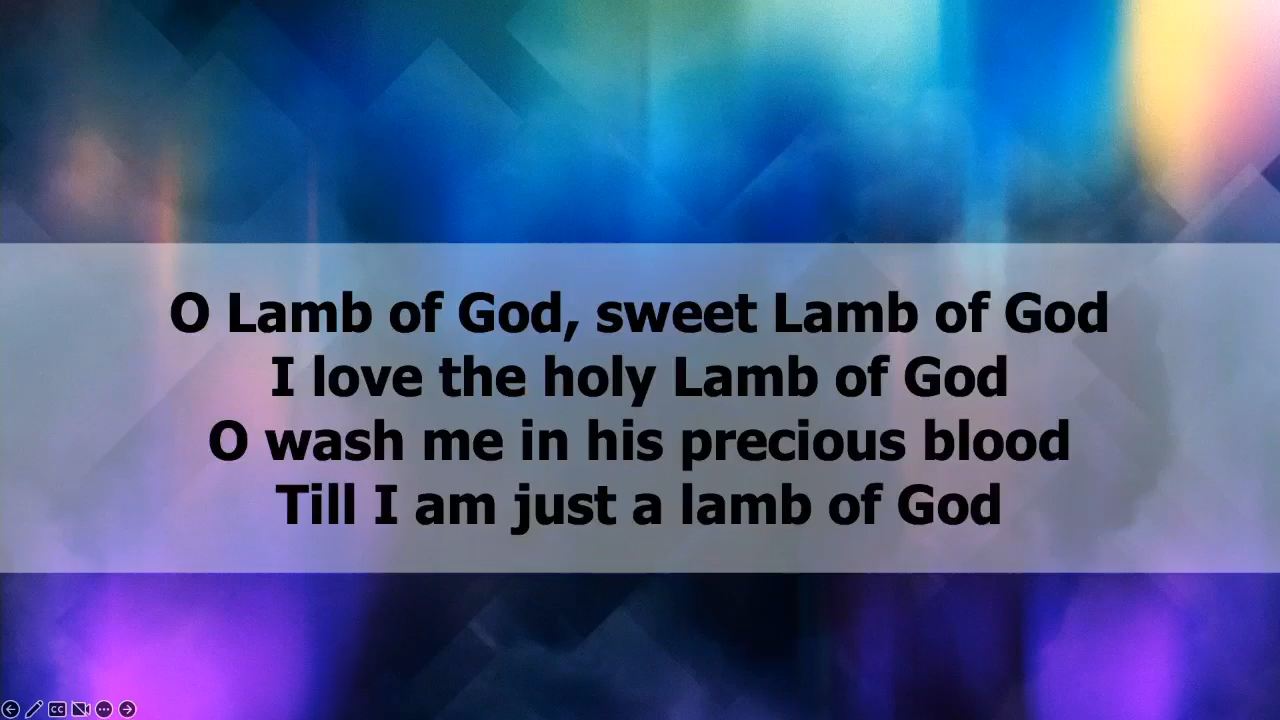 O Lamb of God, sweet Lamb of God
I love the holy Lamb of God
O wash me in his precious blood
Till I am just a lamb of God
CC